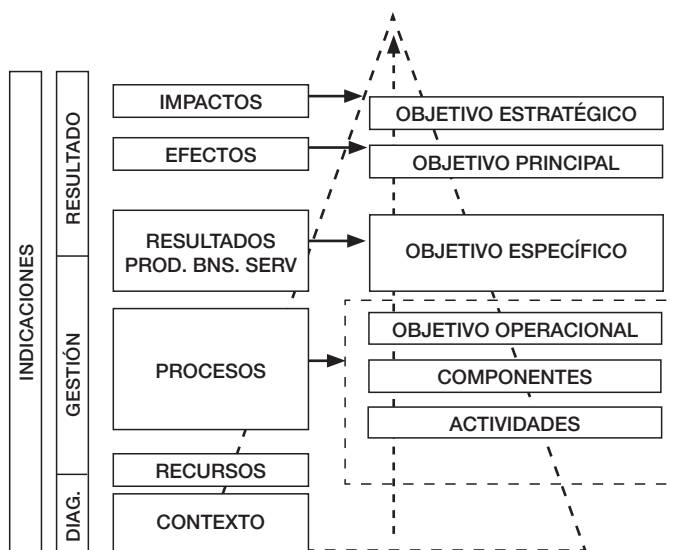 INDICACIONES
RESULTADO
GESTIÓN
DIAG.
IMPACTOS
EFECTOS
RESULTADOS
PROD. BNS. SERV
PROCESOS
RECURSOS
CONTEXTO
OBJETIVO ESTRATÉGICO
OBJETIVO PRINCIPAL
OBJETIVO ESPECÍFICO
OBJETIVO OPERACIONAL
COMPONENTES
ACTIVIDADES